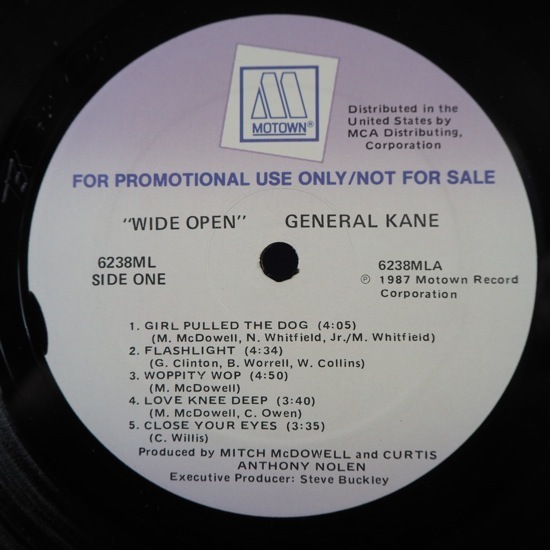 MOTOWN®
Distributed in the
United States by
MCA Distributing,
Corporation
FOR PROMOTIONAL USE ONLY/NOT FOR SALE
"WIDE OPEN" GENERAL KANE
6238ML
SIDE ONE
6238MLA
℗ 1987 Motown Record
Corporation
1. GIRL PULLED THE DOG (4:05)
(M. McDowell, N. Whitfield, Jr./M. Whitfield)
2. FLASHLIGHT (4:34)
(G. Clinton, B. Worrell, W. Collins)
3. WOPPITY WOP (4:50)
(M. McDowell)
4. LOVE KNEE DEEP (3:40)
(M. McDowell, C. Owen)
5. CLOSE YOUR EYES (3:35)
(C. Willis)
Produced by MITCH McDOWELL and CURTIS
ANTHONY NOLEN
Executive Producer: Steve Buckley